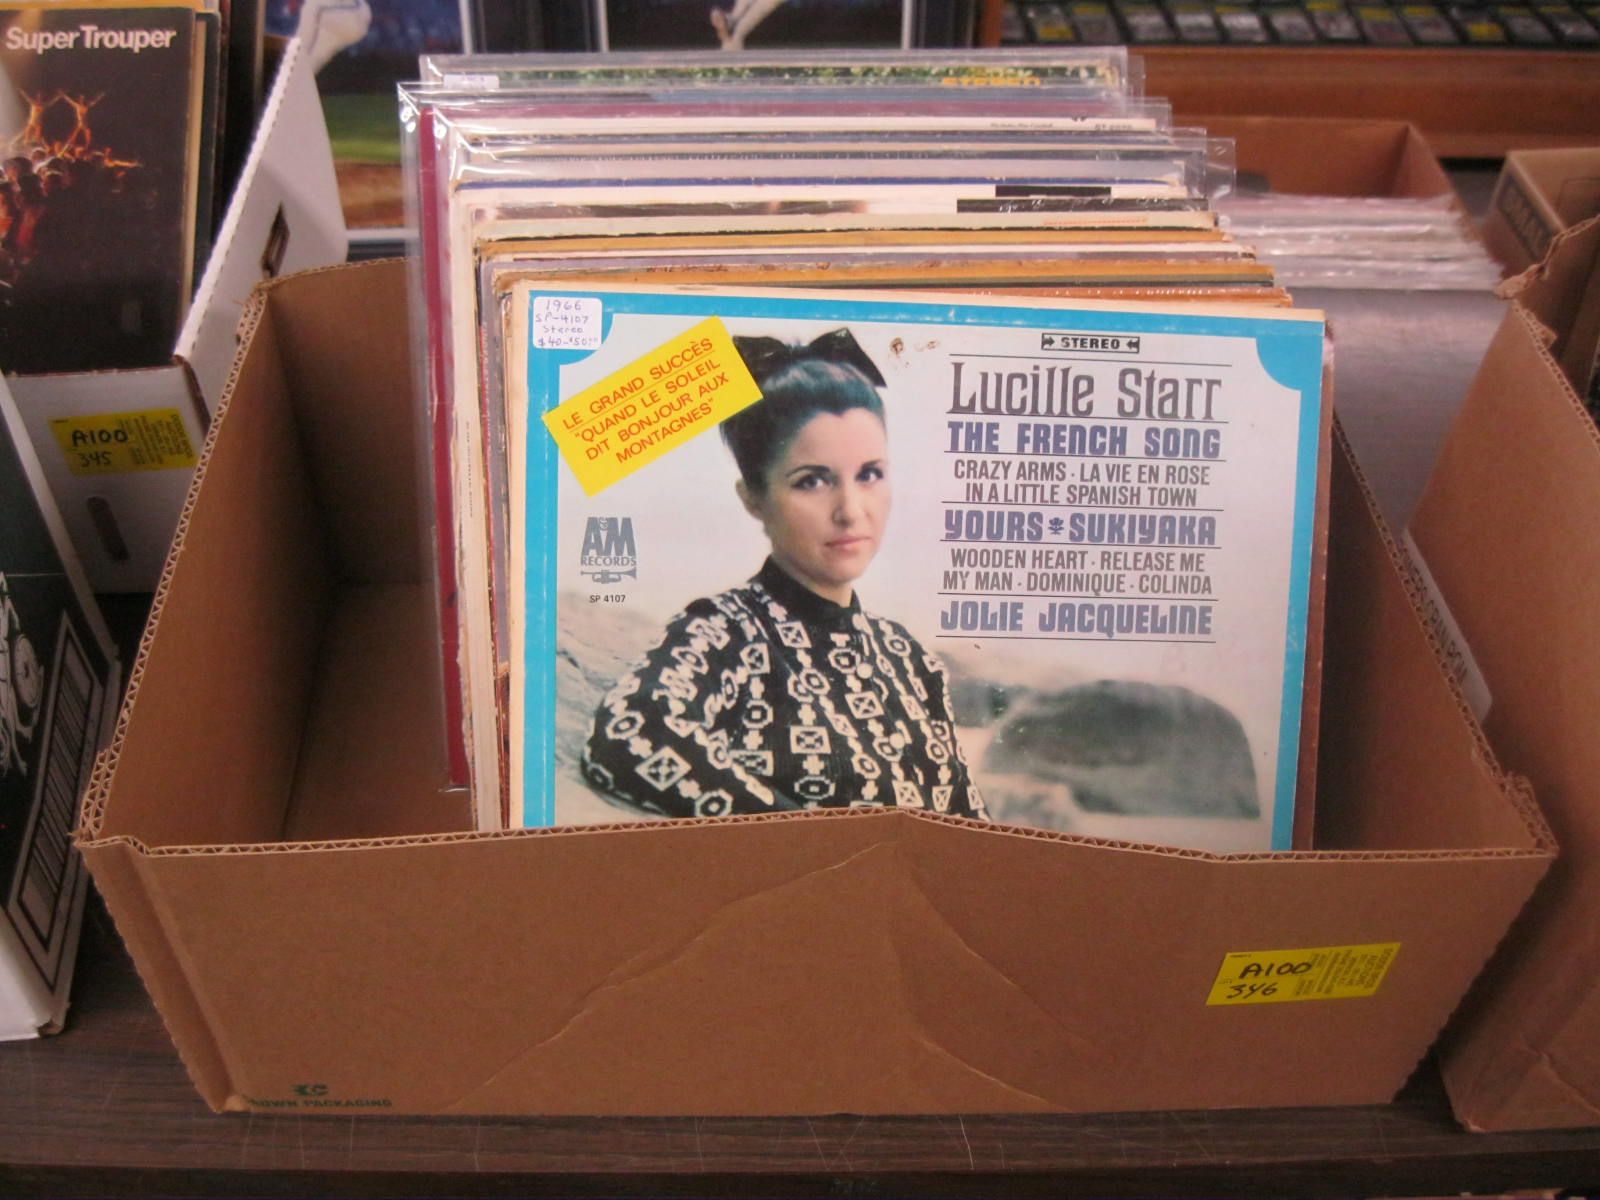 Super Trouper
STEREO
1966
SP-4107
Stereo
$40-$50
LE GRAND SUCCÈS
"QUAND LE SOLEIL
DIT BONJOUR AUX
MONTAGNES"
A&M
RECORDS
SP 4107
STEREO
Lucille Starr
THE FRENCH SONG
CRAZY ARMS · LA VIE EN ROSE
IN A LITTLE SPANISH TOWN
YOURS SUKIYAKA
WOODEN HEART · RELEASE ME
MY MAN · DOMINIQUE · COLINDA
JOLIE JACQUELINE
A100
345
A100
346
CROWN PACKAGING